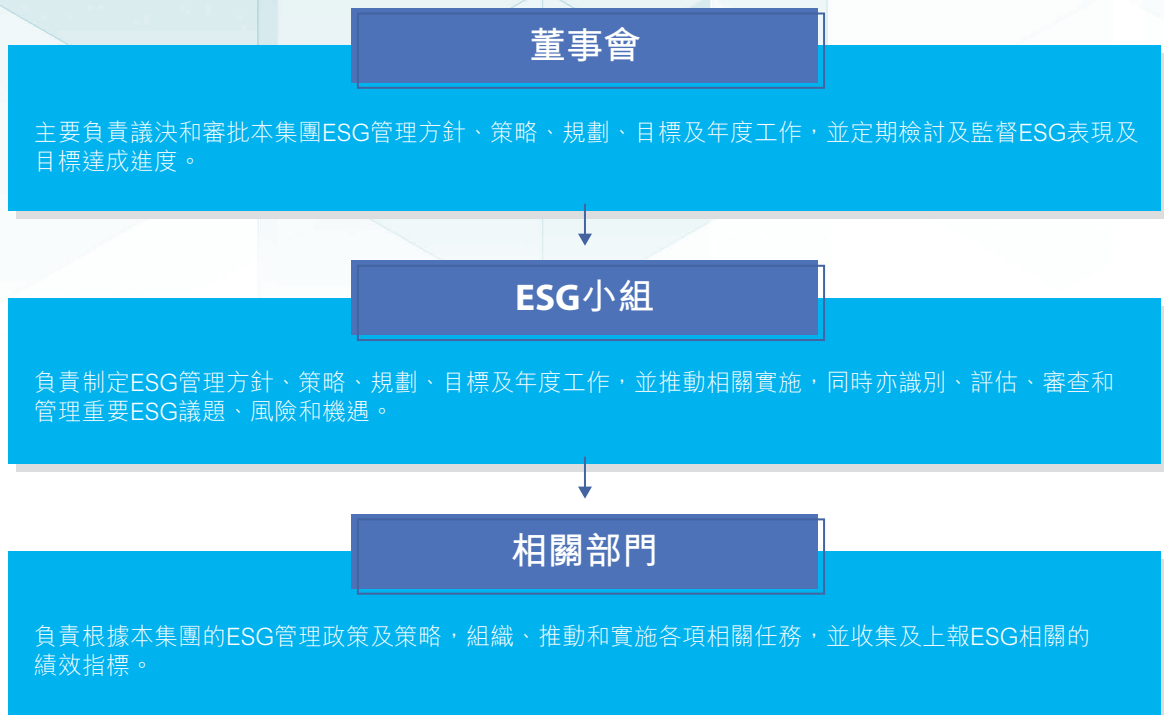 董事會
主要負責議決和審批本集團ESG管理方針、策略、規劃、目標及年度工作，並定期檢討及監督ESG表現及
目標達成進度。
ESG小組
負責制定ESG管理方針、策略、規劃、目標及年度工作，並推動相關實施，同時亦識別、評估、審查和
管理重要ESG議題、風險和機遇。
相關部門
負責根據本集團的ESG管理政策及策略，組織、推動和實施各項相關任務，並收集及上報ESG相關的
績效指標。